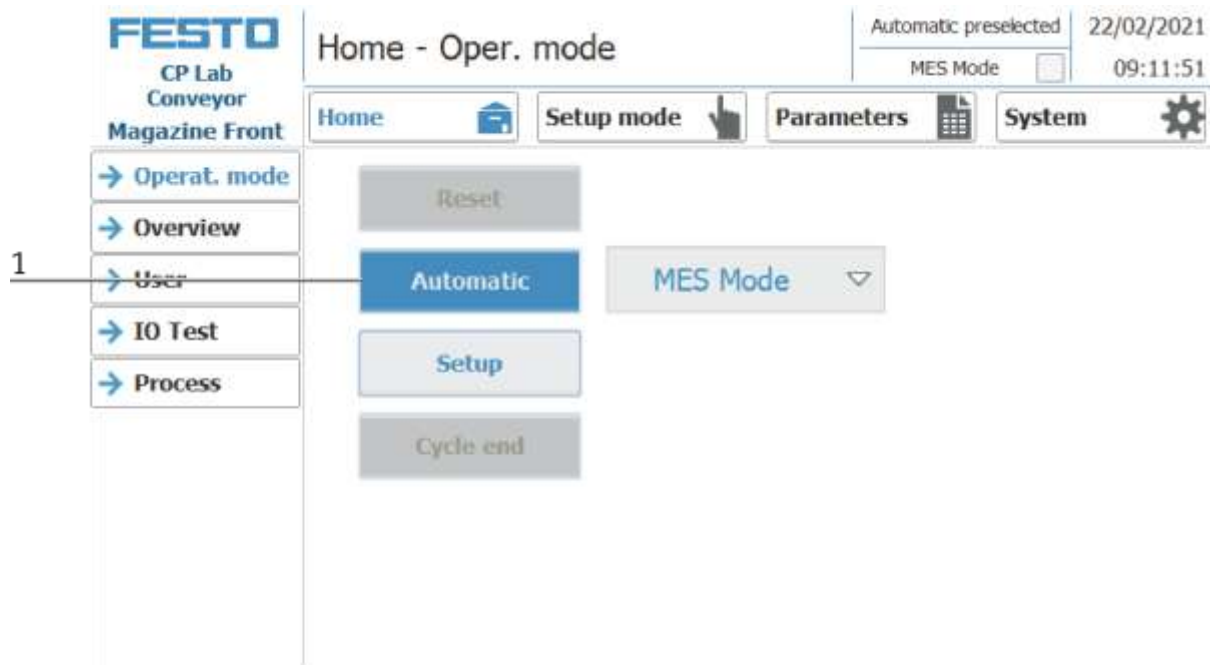 FESTO
CP Lab
Conveyor
Magazine Front
Home - Oper. mode
Automatic preselected
22/02/2021
MES Mode
09:11:51
Home
Setup mode
Parameters
System
Operat. mode
Overview
User
IO Test
Process
1
Reset
Automatic
MES Mode
Setup
Cycle end